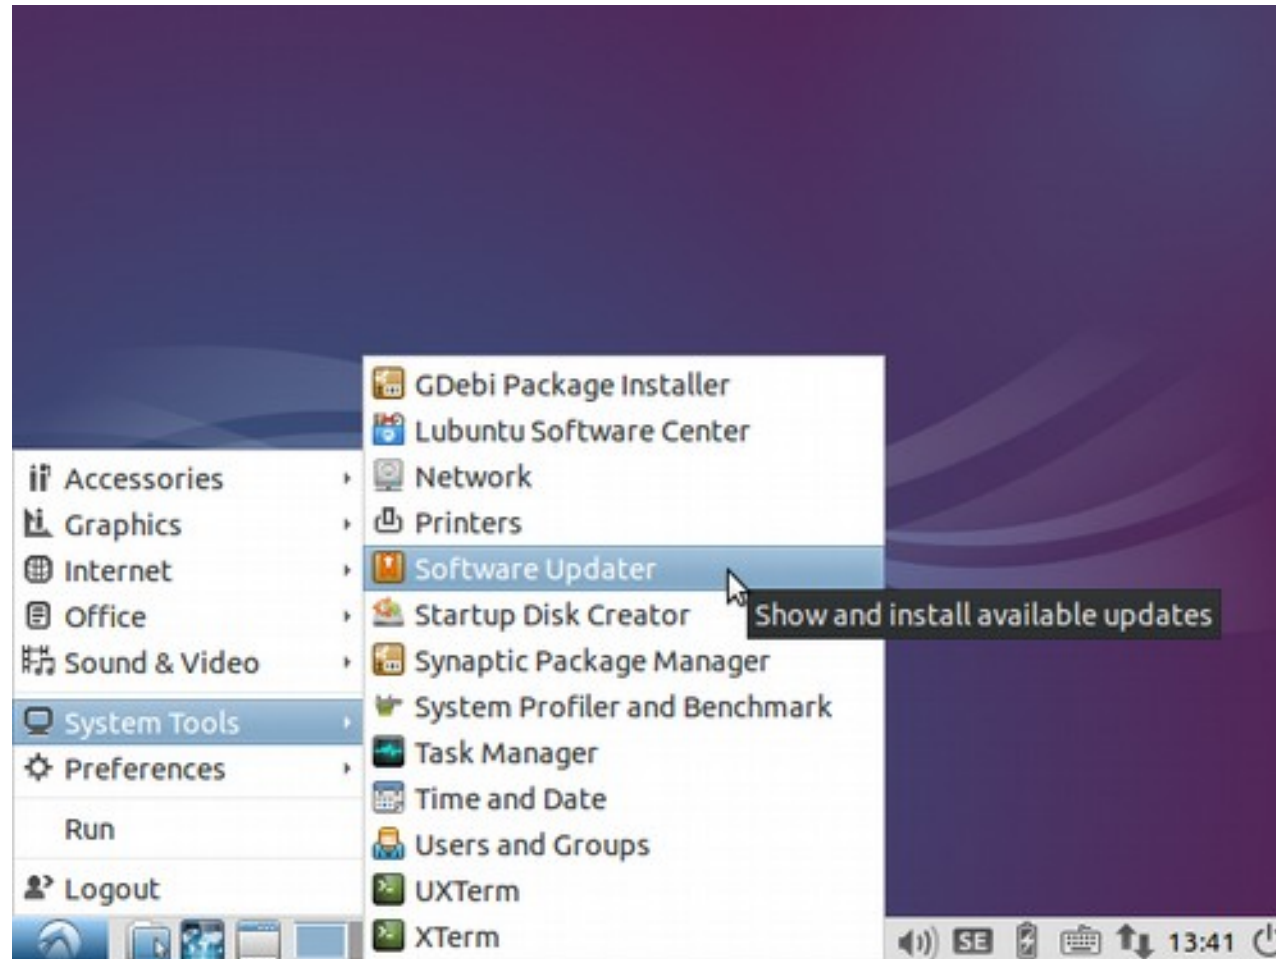 Accessories
Graphics
Internet
Office
Sound & Video
System Tools
Preferences
Run
Logout
GDebi Package Installer
Lubuntu Software Center
Network
Printers
Software Updater
Show and install available updates
Startup Disk Creator
Synaptic Package Manager
System Profiler and Benchmark
Task Manager
Time and Date
Users and Groups
UXTerm
XTerm
SE 13:41